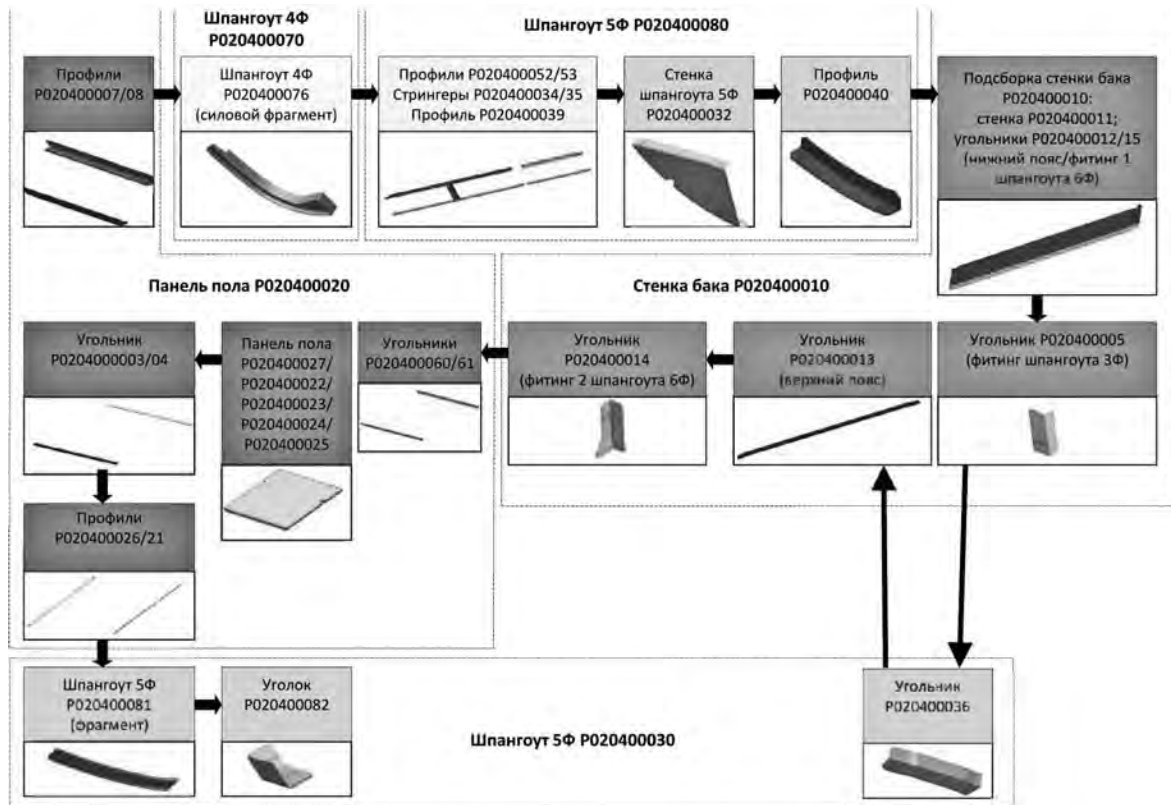 Шпангоут 4Ф
Р020400070
Шпангоут 5Ф Р020400080
Профили
Р020400007/08
Шпангоут 4Ф
Р020400076
(силовой фрагмент)
Профили Р020400052/53
Стрингеры Р020400034/35
Профиль Р020400039
Стенка
шпангоута 5Ф
Р020400032
Профиль
Р020400040
Подсборка стенки бака
Р020400010:
стенка Р020400011;
угольники Р020400012/15
(нижний пояс/фитинг 1
шпангоута 6Ф)
Панель пола Р020400020
Стенка бака Р020400010
Угольник
Р0204000003/04
Панель пола
Р020400027/
Р020400022/
Р020400023/
Р020400024/
Р020400025
Угольники
Р020400060/61
Угольник
Р020400014
(фитинг 2 шпангоута 6Ф)
Угольник
Р020400013
(верхний пояс)
Угольник Р020400005
(фитинг шпангоута 3Ф)
Профили
Р020400026/21
Шпангоут 5Ф
Р020400081
(фрагмент)
Уголок
Р020400082
Шпангоут 5Ф Р020400030
Угольник
Р020400036